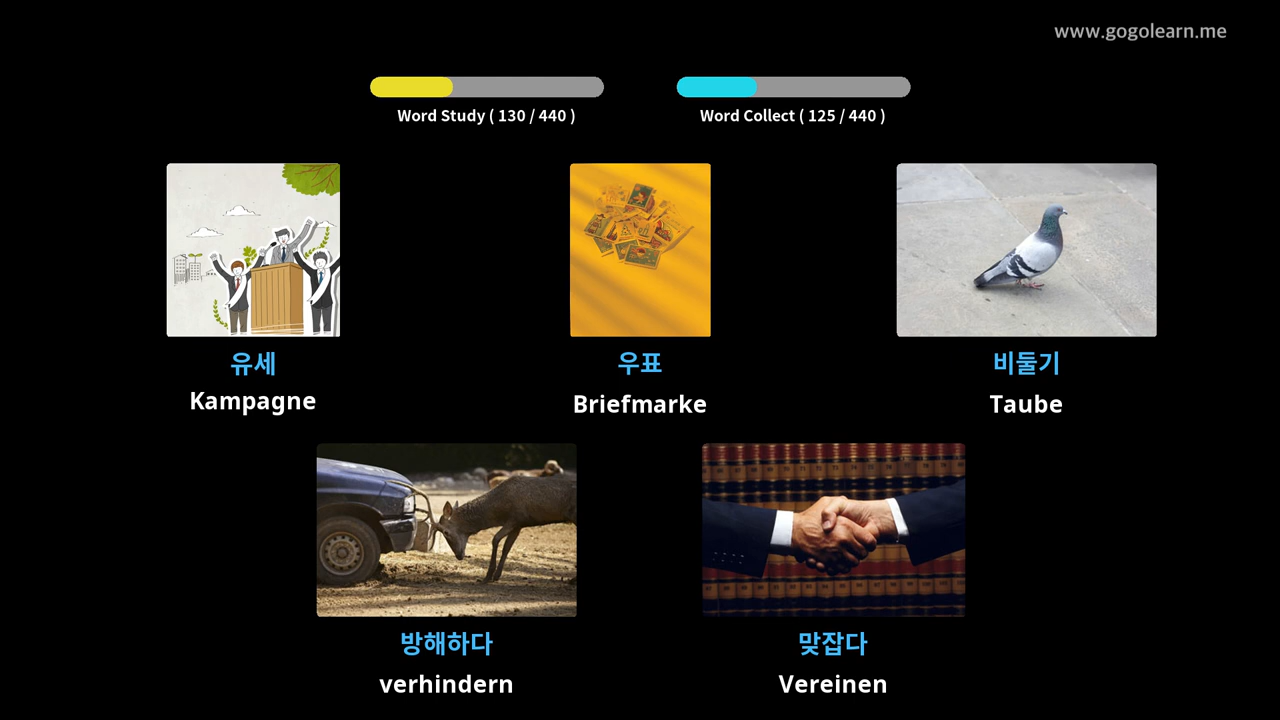 www.gogolearn.me
Word Study ( 130 / 440 )
Word Collect ( 125 / 440 )
유세
Kampagne
우표
Briefmarke
비둘기
Taube
방해하다
verhindern
맞잡다
Vereinen